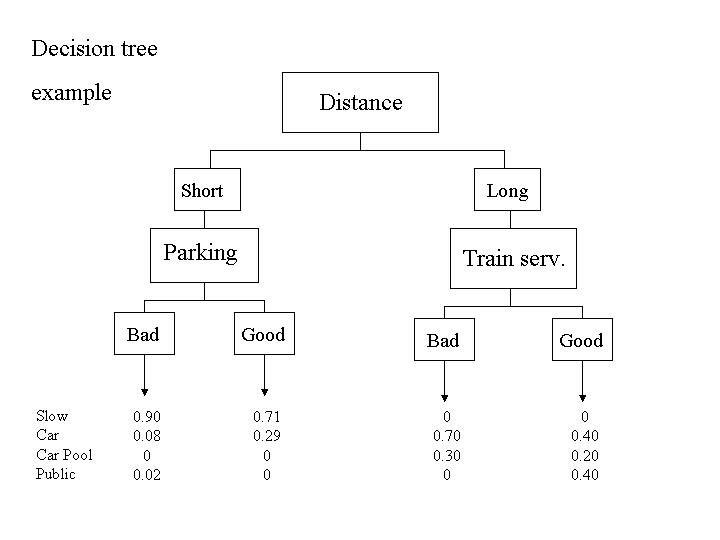 Decision tree
example
Distance
Short Long
Parking Train serv.
Bad Good Bad Good
Slow 0.90 0.71 0 0
Car 0.08 0.29 0.70 0.40
Car Pool 0 0 0.30 0.20
Public 0.02 0 0 0.40